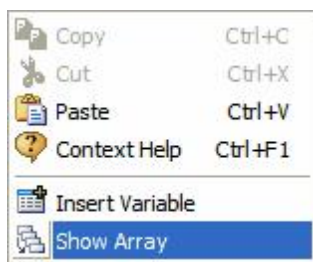 Copy Ctrl+C
Cut Ctrl+X
Paste Ctrl+V
Context Help Ctrl+F1
Insert Variable
Show Array